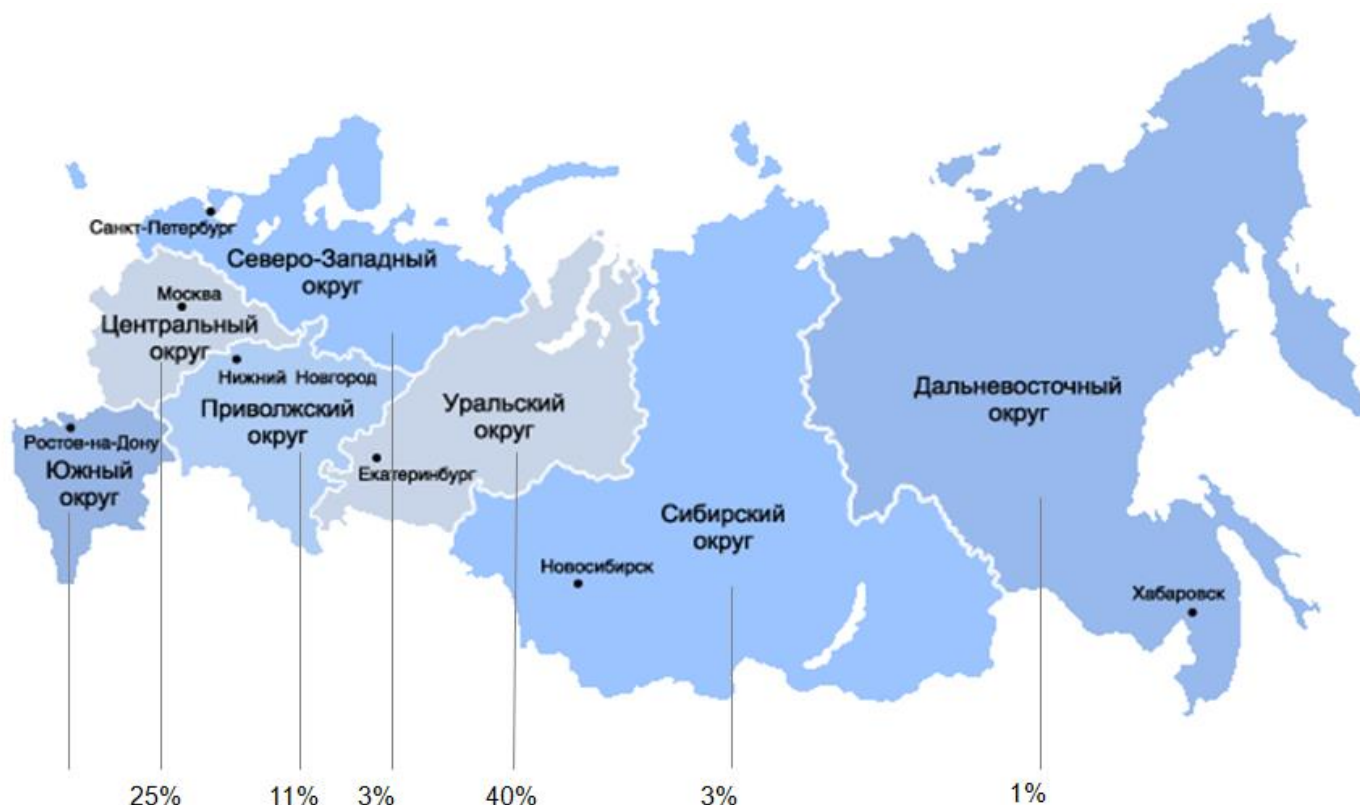 Санкт-Петербург
Северо-Западный
округ
Москва
Центральный
округ
Нижний Новгород
Приволжский
округ
Уральский
округ
Дальневосточный
округ
Ростов-на-Дону
Южный
округ
Екатеринбург
Сибирский
округ
Новосибирск
Хабаровск
25% 11% 3% 40% 3% 1%